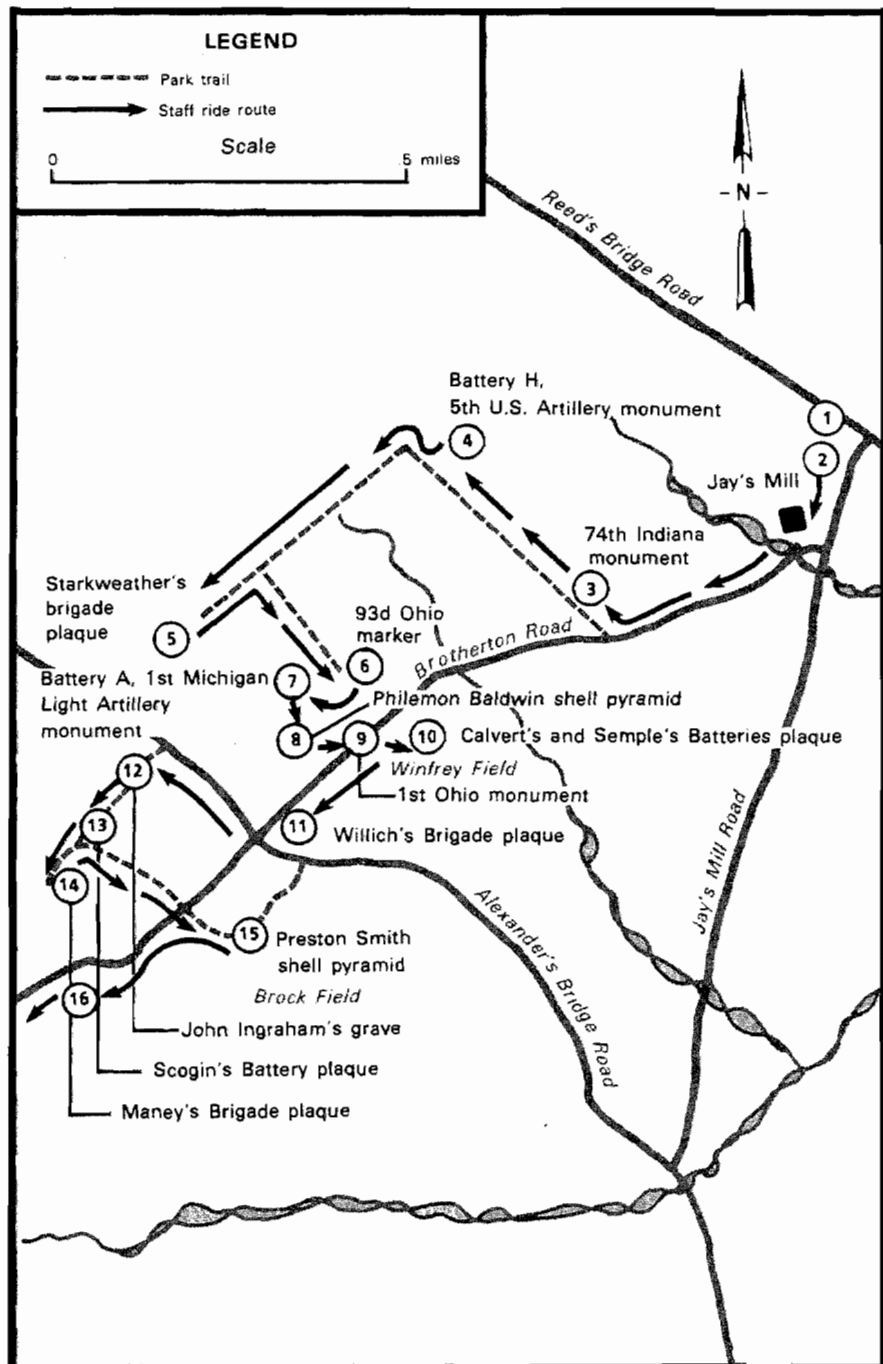 LEGEND
Park trail
Staff ride route
Scale
0 .5 miles
N
Reed's Bridge Road
Battery H,
5th U.S. Artillery monument
1
4
2
Jay's Mill
74th Indiana
monument
3
Starkweather's
brigade
plaque
5
93d Ohio
marker
6
Brotherton Road
Battery A, 1st Michigan
Light Artillery
monument
7
Philemon Baldwin shell pyramid
8
9
10
Calvert's and Semple's Batteries plaque
Winfrey Field
1st Ohio monument
12
11
Willich's Brigade plaque
13
14
Jay's Mill Road
Alexander's Bridge Road
15
Preston Smith
shell pyramid
16
Brock Field
John Ingraham's grave
Scogin's Battery plaque
Maney's Brigade plaque